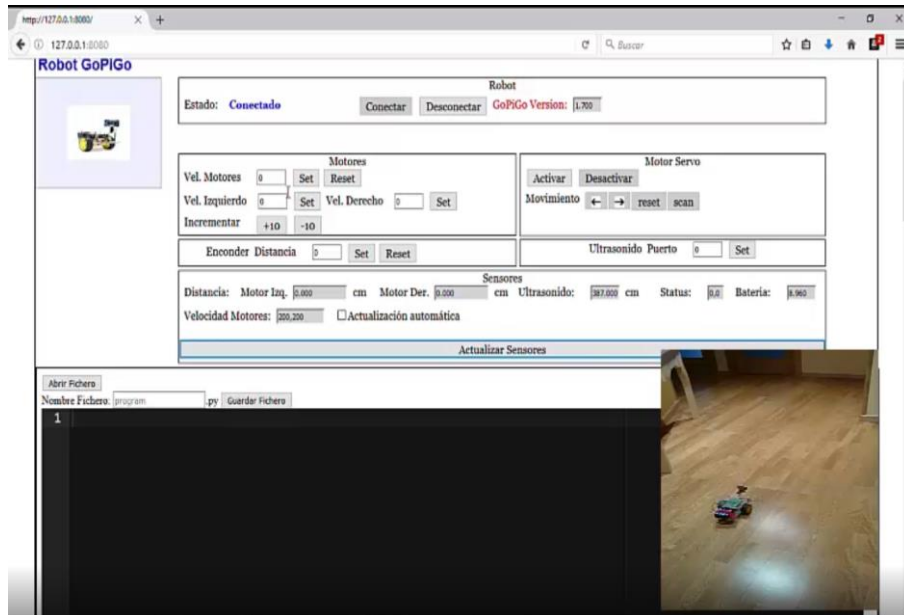 http://127.0.0.1:8080/
127.0.0.1:8080
Buscar
2
Robot GoPiGo
Robot
Estado: Conectado Conectar Desconectar GoPiGo Version: 1.700
Motores
Vel. Motores 0 Set Reset
Vel. Izquierdo 0 Set Vel. Derecho 0 Set
Incrementar +10 -10
Motor Servo
Activar Desactivar
Movimiento ← → reset scan
Enconder Distancia 0 Set Reset
Ultrasonido Puerto 0 Set
Sensores
Distancia: Motor Izq. 0.000 cm Motor Der. 0.000 cm Ultrasonido: 387.000 cm Status: 0,0 Bateria: 8.960
Velocidad Motores: 200,200 Actualización automática
Actualizar Sensores
Abrir Fichero
Nombre Fichero: program .py Guardar Fichero
1